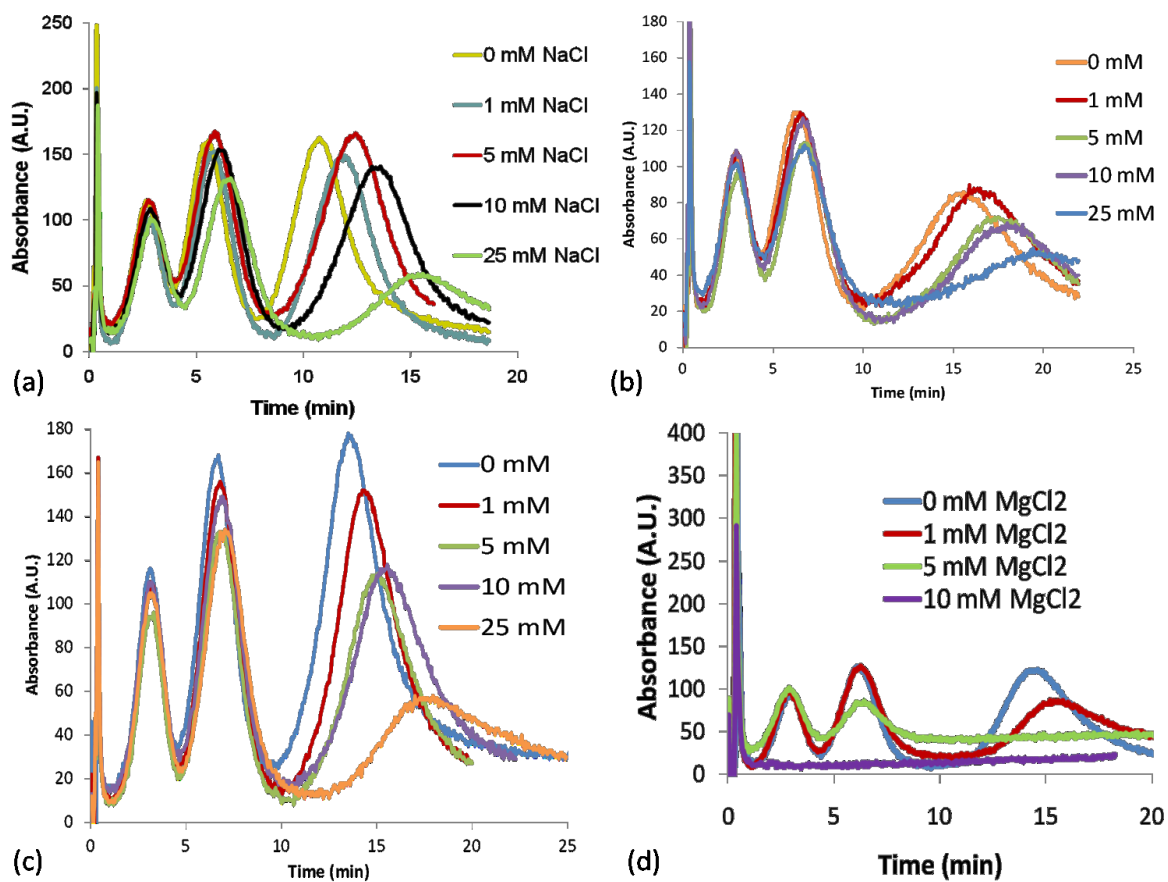 250
200
150
100
50
0
Absorbance (A.U.)
0 mM NaCl
1 mM NaCl
5 mM NaCl
10 mM NaCl
25 mM NaCl
0 5 10 15 20
Time (min)
(a)
180
160
140
120
100
80
60
40
20
0
Absorbance (A.U.)
0 mM
1 mM
5 mM
10 mM
25 mM
0 5 10 15 20 25
Time (min)
(b)
180
160
140
120
100
80
60
40
20
0
Absorbance (A.U.)
0 mM
1 mM
5 mM
10 mM
25 mM
0 5 10 15 20 25
Time (min)
(c)
400
350
300
250
200
150
100
50
0
Absorbance (A.U.)
0 mM MgCl2
1 mM MgCl2
5 mM MgCl2
10 mM MgCl2
0 5 10 15 20
Time (min)
(d)